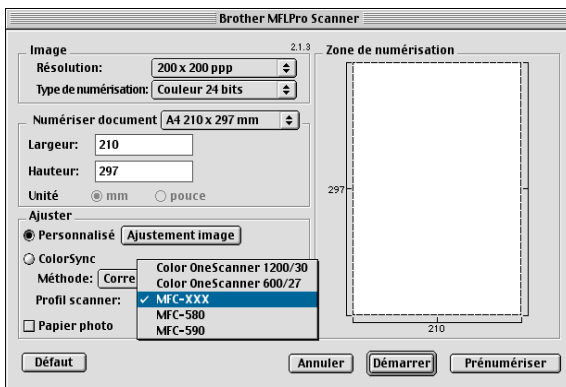 Brother MFLPro Scanner
Image
2.1.3
Résolution:
200 x 200 ppp
Type de numérisation:
Couleur 24 bits
Numériser document
A4 210 x 297 mm
Largeur:
210
Hauteur:
297
Unité
mm
pouce
Ajuster
Personnalisé
Ajustement image
ColorSync
Méthode:
Corre
Profil scanner:
Color OneScanner 1200/30
Color OneScanner 600/27
✓ MFC-XXX
MFC-580
MFC-590
Papier photo
Zone de numérisation
297
210
Défaut
Annuler
Démarrer
Prénumériser